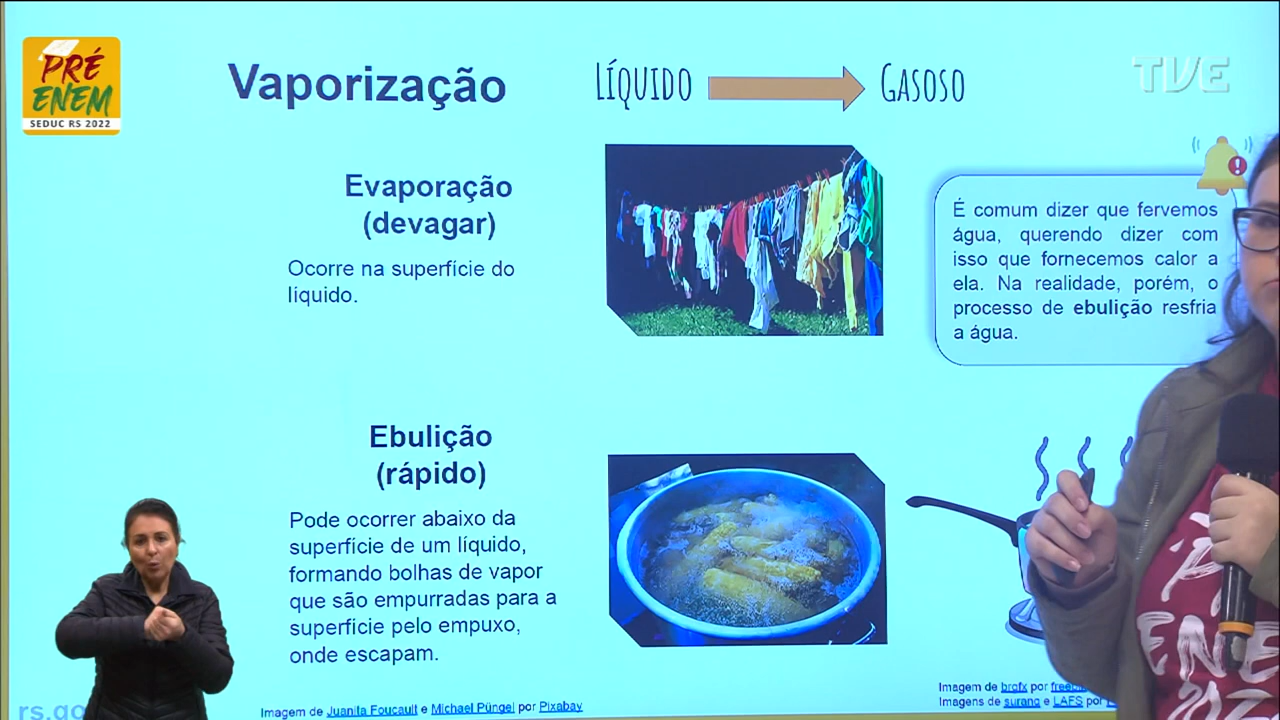 PRÉ
ENEM
SEDUC RS 2022
Vaporização
LÍQUIDO
GASOSO
TVE
Evaporação
(devagar)
Ocorre na superfície do
líquido.
É comum dizer que fervemos
água, querendo dizer com
isso que fornecemos calor a
ela. Na realidade, porém, o
processo de ebulição resfria
a água.
Ebulição
(rápido)
Pode ocorrer abaixo da
superfície de um líquido,
formando bolhas de vapor
que são empurradas para a
superfície pelo empuxo,
onde escapam.
rs.go
Imagem de Juanita Foucault e Michael Püngel por Pixabay
Imagem de brgfx por
Imagens de surang e LAFS por
ENE